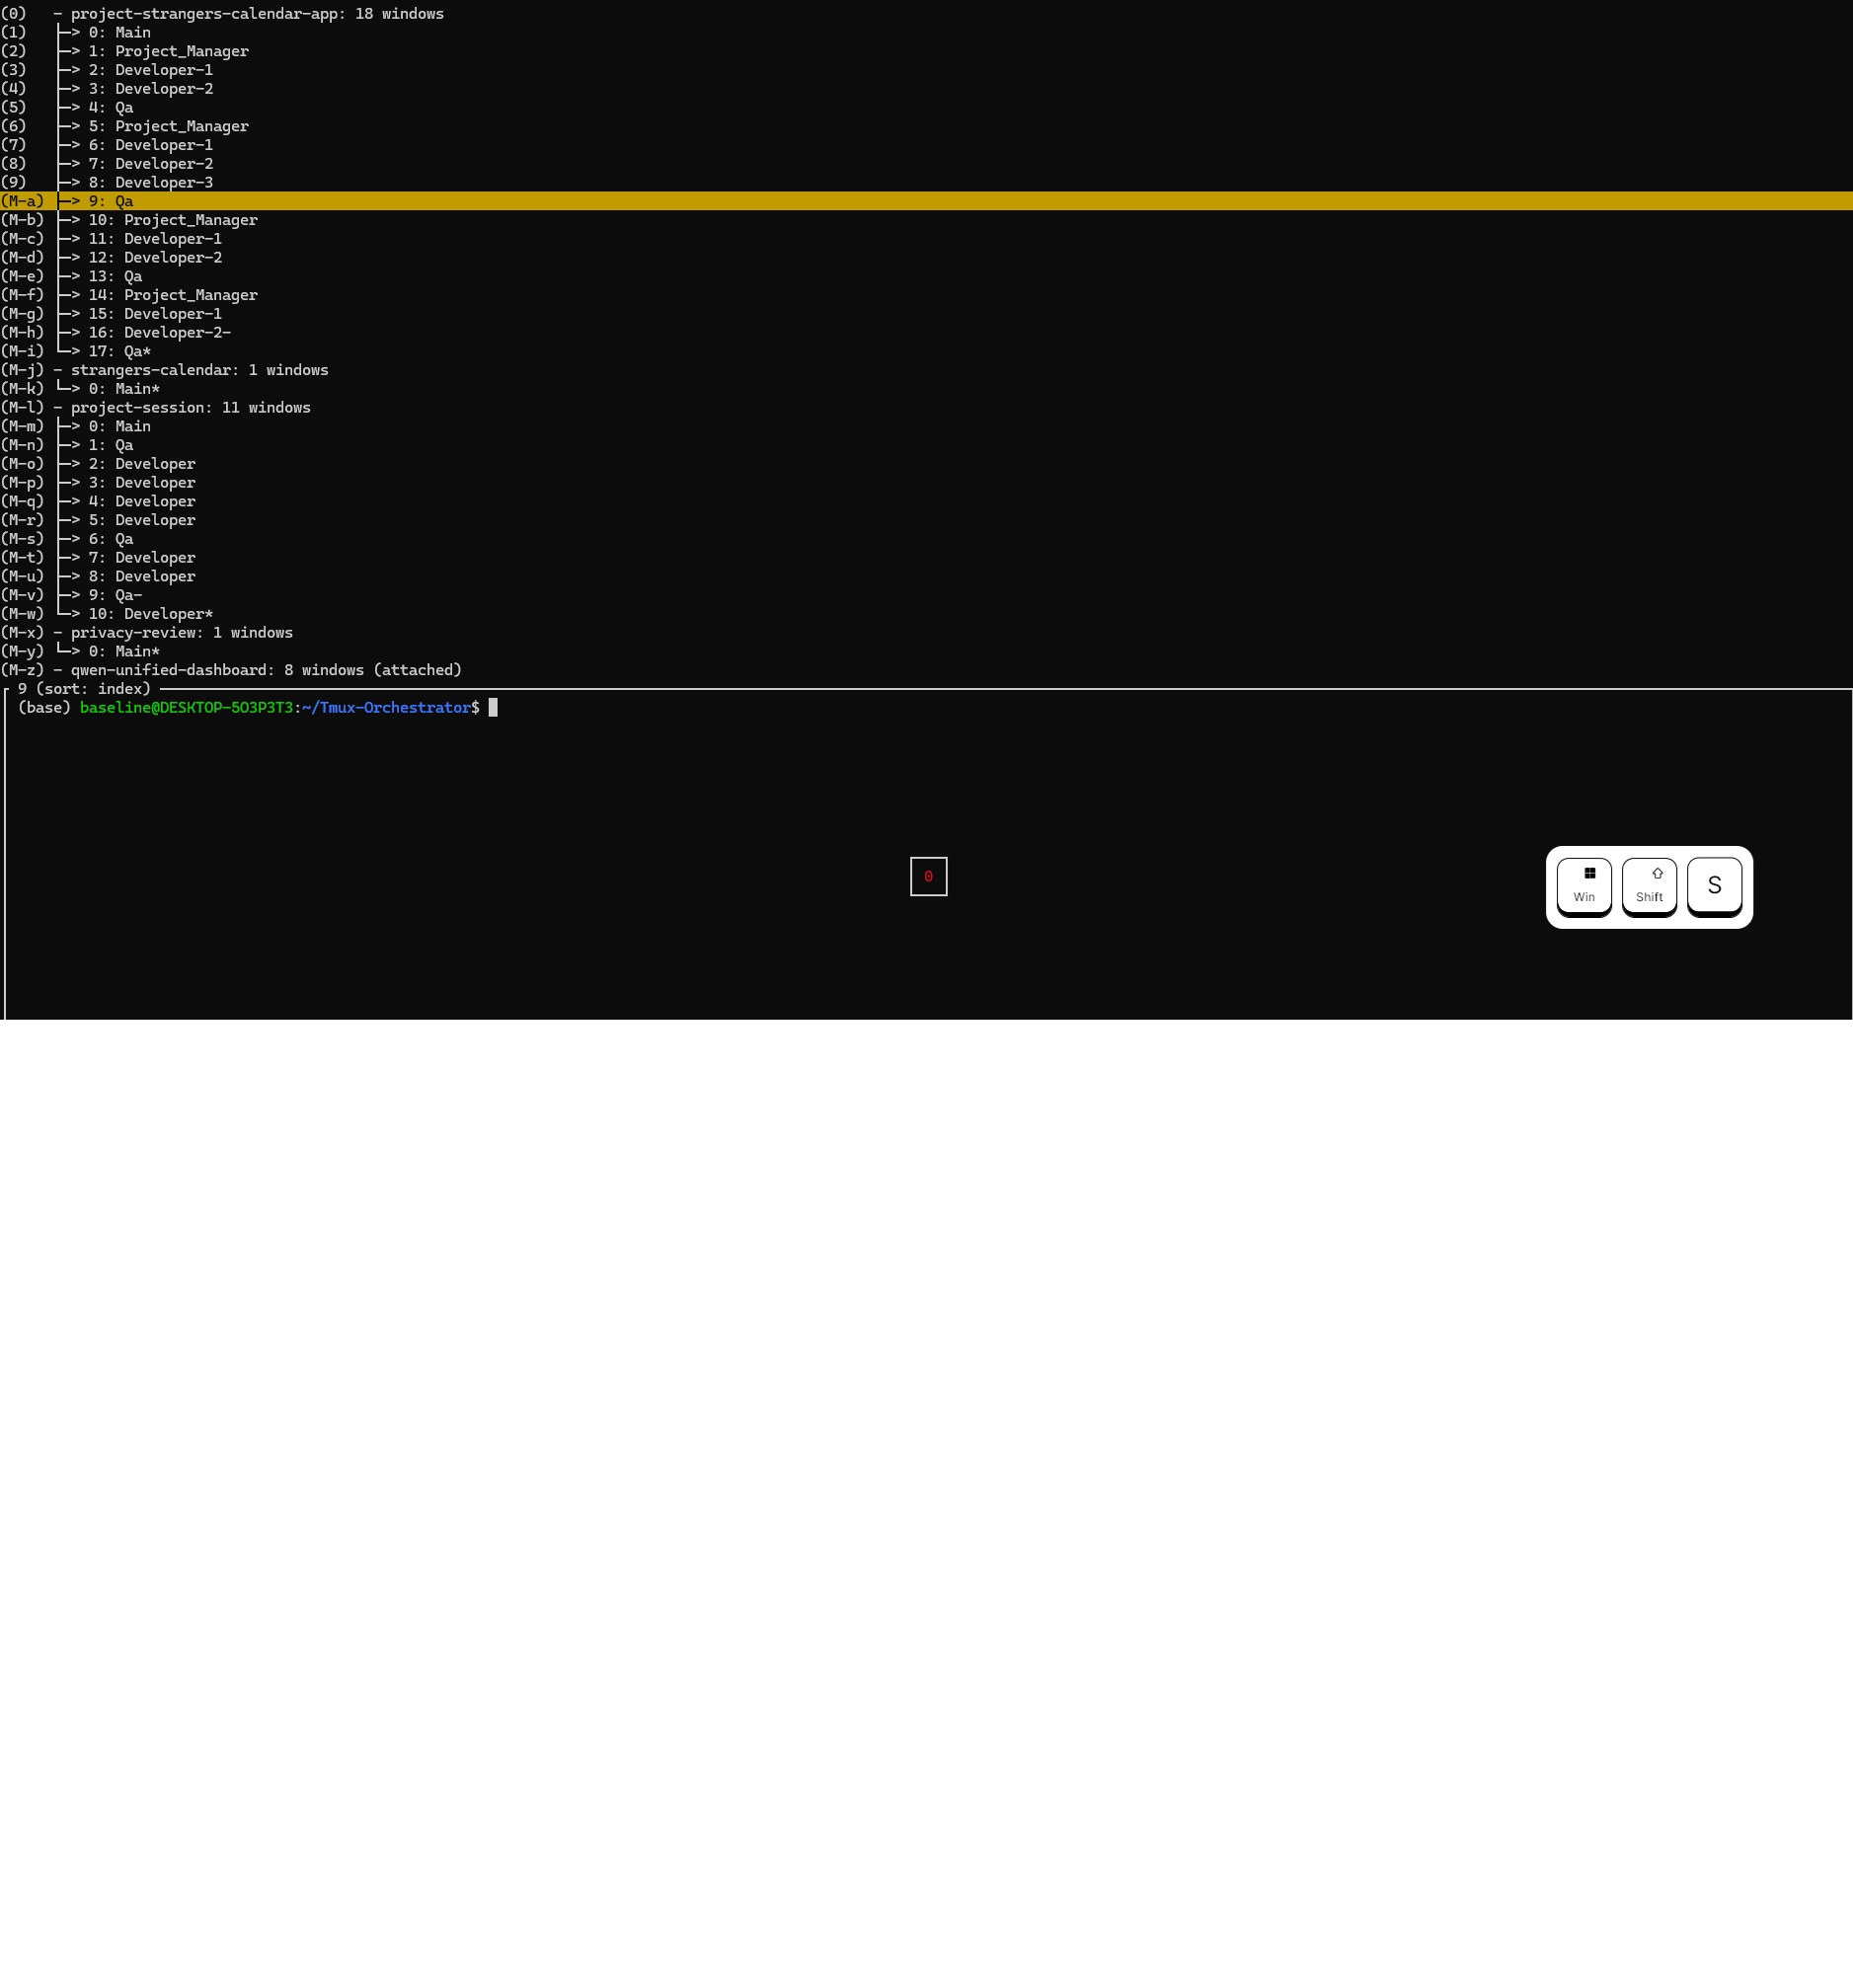 (0) - project-strangers-calendar-app: 18 windows
(1) ├─> 0: Main
(2) ├─> 1: Project_Manager
(3) ├─> 2: Developer-1
(4) ├─> 3: Developer-2
(5) ├─> 4: Qa
(6) ├─> 5: Project_Manager
(7) ├─> 6: Developer-1
(8) ├─> 7: Developer-2
(9) ├─> 8: Developer-3
(M-a) ├─> 9: Qa
(M-b) ├─> 10: Project_Manager
(M-c) ├─> 11: Developer-1
(M-d) ├─> 12: Developer-2
(M-e) ├─> 13: Qa
(M-f) ├─> 14: Project_Manager
(M-g) ├─> 15: Developer-1
(M-h) ├─> 16: Developer-2-
(M-i) └─> 17: Qa*
(M-j) - strangers-calendar: 1 windows
(M-k) └─> 0: Main*
(M-l) - project-session: 11 windows
(M-m) ├─> 0: Main
(M-n) ├─> 1: Qa
(M-o) ├─> 2: Developer
(M-p) ├─> 3: Developer
(M-q) ├─> 4: Developer
(M-r) ├─> 5: Developer
(M-s) ├─> 6: Qa
(M-t) ├─> 7: Developer
(M-u) ├─> 8: Developer
(M-v) ├─> 9: Qa-
(M-w) └─> 10: Developer*
(M-x) - privacy-review: 1 windows
(M-y) └─> 0: Main*
(M-z) - qwen-unified-dashboard: 8 windows (attached)
9 (sort: index)
(base) baseline@DESKTOP-5O3P3T3:~/Tmux-Orchestrator$
0
Win Shift S